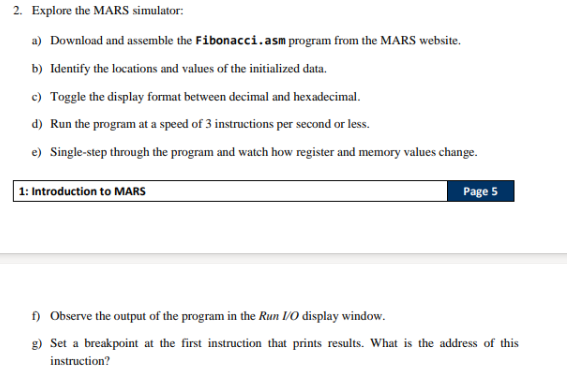 2. Explore the MARS simulator:
a) Download and assemble the Fibonacci.asm program from the MARS website.
b) Identify the locations and values of the initialized data.
c) Toggle the display format between decimal and hexadecimal.
d) Run the program at a speed of 3 instructions per second or less.
e) Single-step through the program and watch how register and memory values change.
1: Introduction to MARS Page 5
f) Observe the output of the program in the Run I/O display window.
g) Set a breakpoint at the first instruction that prints results. What is the address of this
instruction?